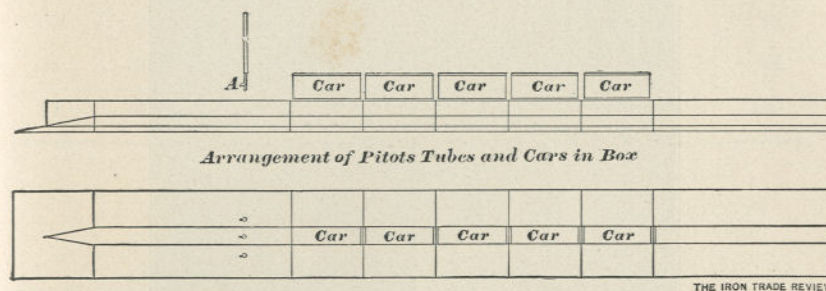 A
Car Car Car Car Car
Arrangement of Pitots Tubes and Cars in Box
Car Car Car Car Car
THE IRON TRADE REVIEW